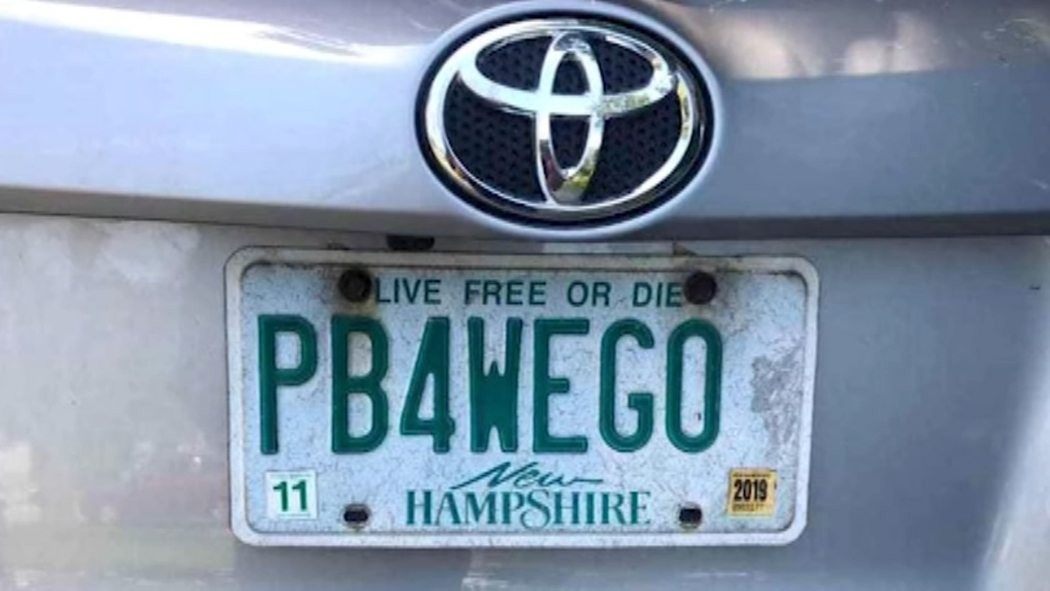 LIVE FREE OR DIE
PB4WEGO
New
HAMPSHIRE
11
2019